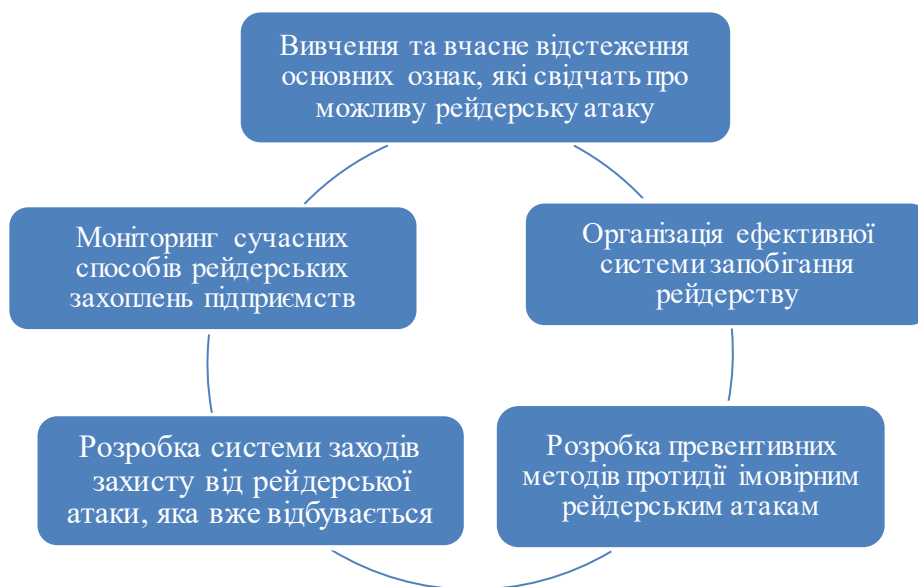 Вивчення та вчасне відстеження
основних ознак, які свідчать про
можливу рейдерську атаку
Моніторинг сучасних
способів рейдерських
захоплень підприємств
Організація ефективної
системи запобігання
рейдерству
Розробка системи заходів
захисту від рейдерської
атаки, яка вже відбувається
Розробка превентивних
методів протидії імовірним
рейдерським атакам